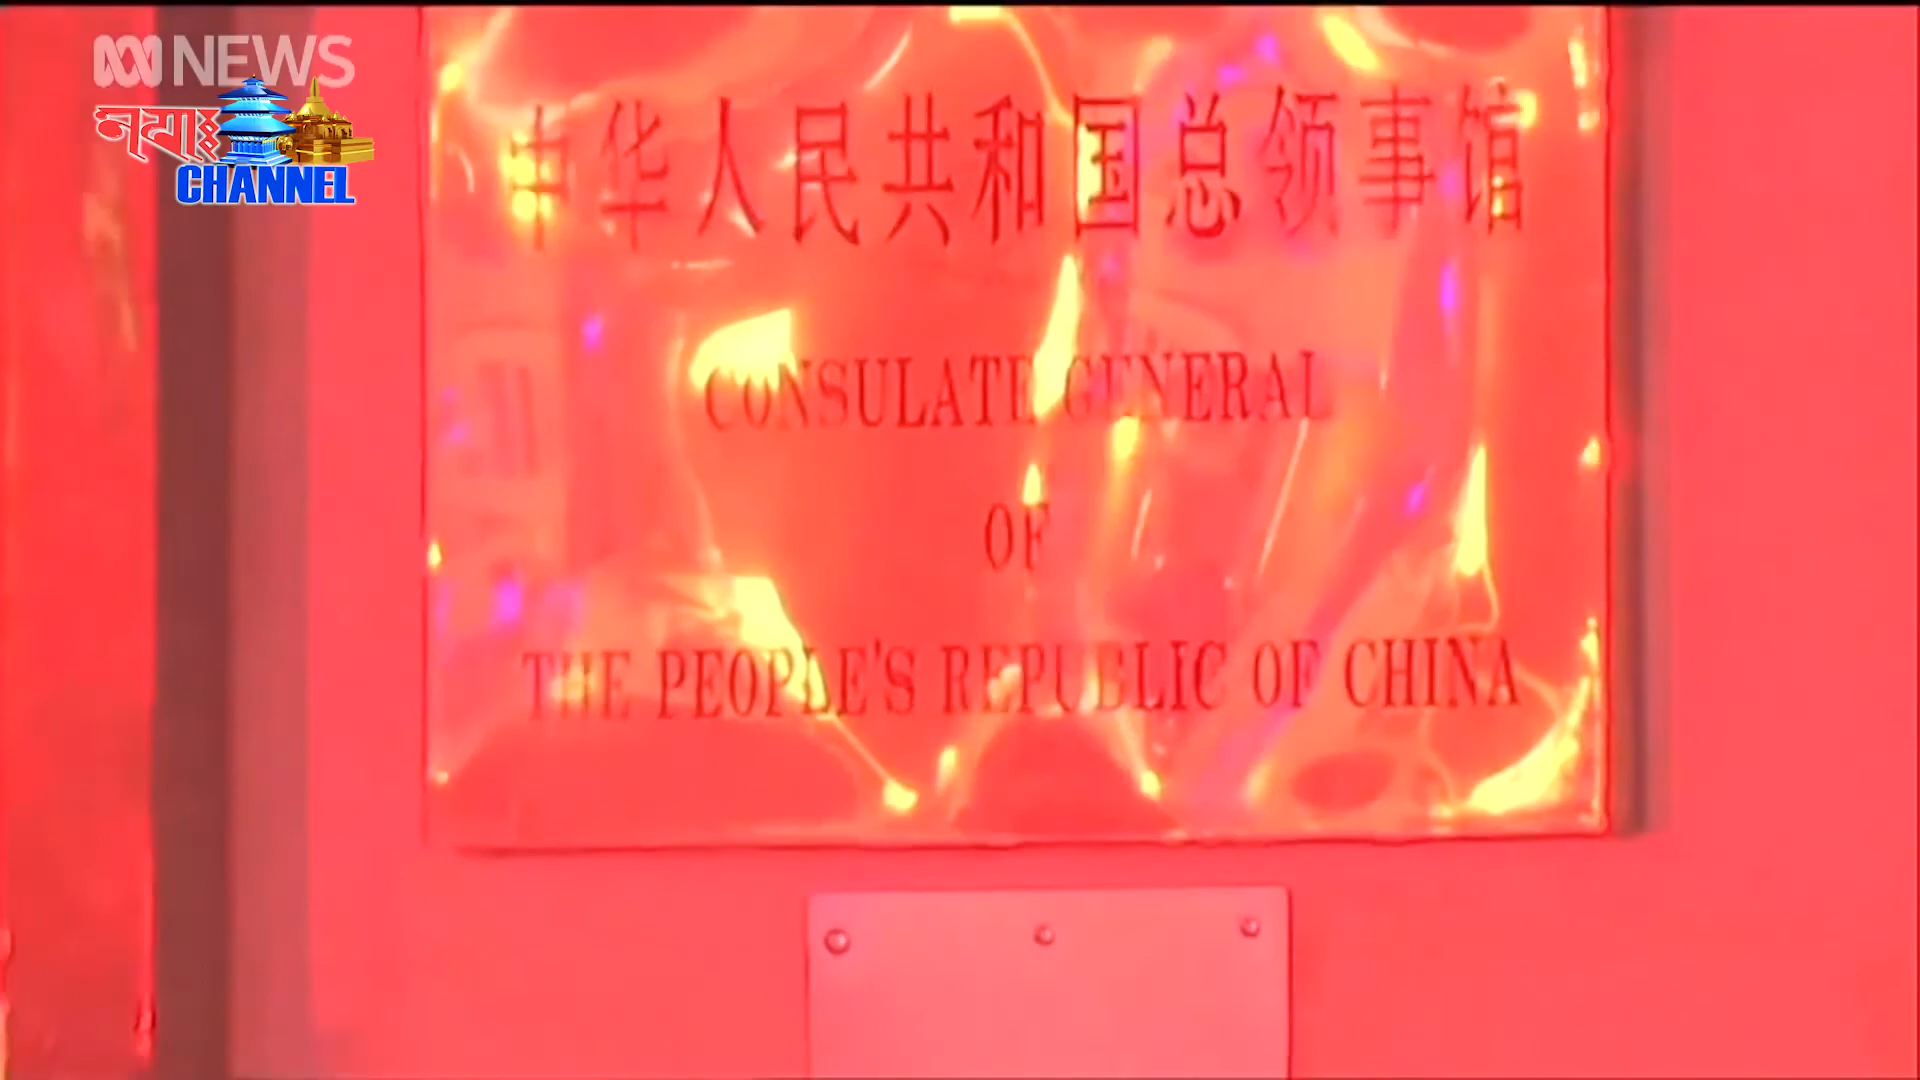 NEWS
CHANNEL
中华人民共和国总领事馆
CONSULATE GENERAL
OF
THE PEOPLE'S REPUBLIC OF CHINA